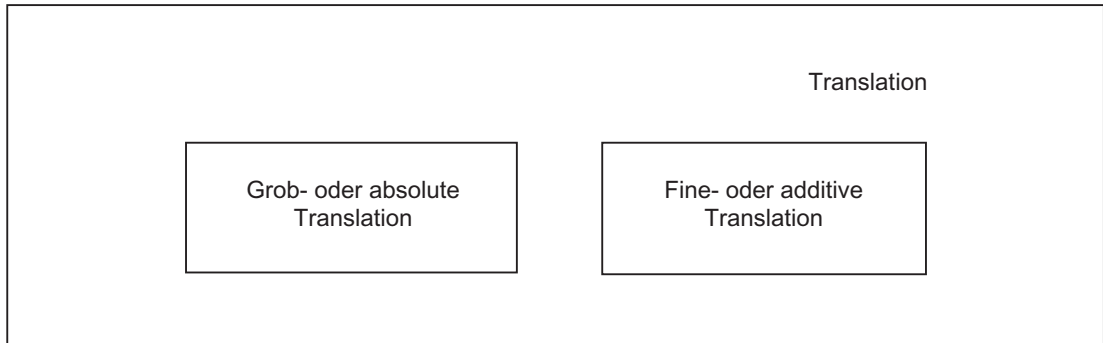 Translation
Grob- oder absolute
Translation
Fine- oder additive
Translation